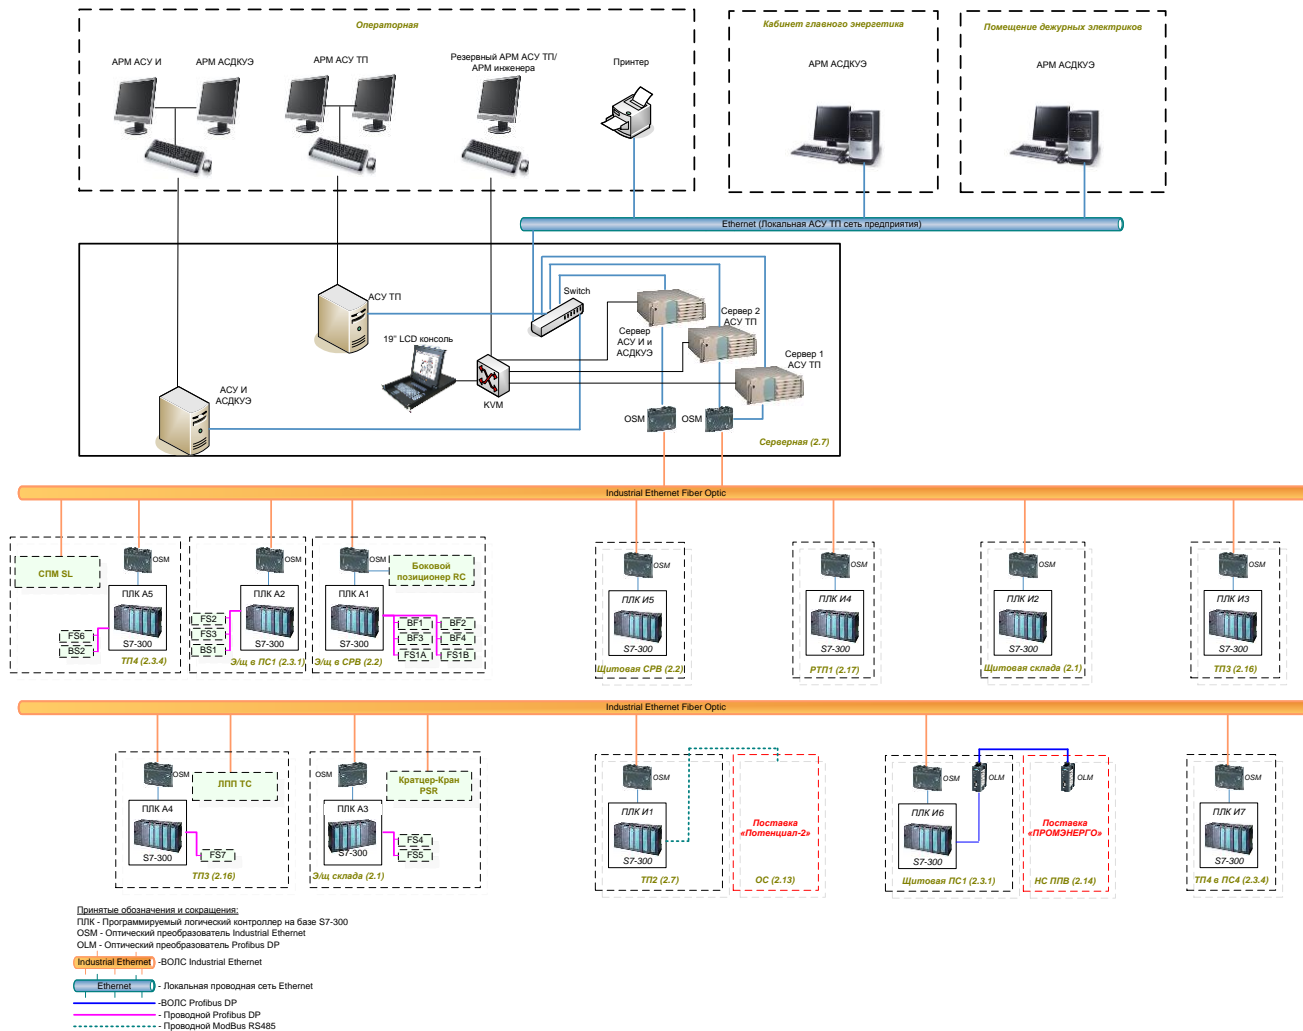 Операторная
Кабинет главного энергетика
Помещение дежурных электриков
АРМ АСУ И
АРМ АСДКУЭ
АРМ АСУ ТП
Резервный АРМ АСУ ТП/
АРМ инженера
Принтер
АРМ АСДКУЭ
АРМ АСДКУЭ
Ethernet (Локальная АСУ ТП сеть предприятия)
АСУ ТП
Switch
19" LCD консоль
KVM
Сервер
АСУ И и
АСДКУЭ
Сервер 2
АСУ ТП
Сервер 1
АСУ ТП
АСУ И
АСДКУЭ
OSM
OSM
Серверная (2.7)
Industrial Ethernet Fiber Optic
СПМ SL
OSM
ПЛК А5
S7-300
FS6
BS2
ТП4 (2.3.4)
OSM
ПЛК А2
S7-300
FS2
FS3
BS1
Э/щ в ПС1 (2.3.1)
OSM
Боковой
позиционер RC
ПЛК А1
S7-300
BF1
BF2
BF3
BF4
FS1A
FS1B
Э/щ в СРВ (2.2)
OSM
ПЛК И5
S7-300
Щитовая СРВ (2.2)
OSM
ПЛК И4
S7-300
РТП1 (2.17)
OSM
ПЛК И2
S7-300
Щитовая склада (2.1)
OSM
ПЛК И3
S7-300
ТП3 (2.16)
Industrial Ethernet Fiber Optic
OSM
ЛПП ТС
ПЛК А4
S7-300
FS7
ТП3 (2.16)
OSM
Кратцер-Кран
PSR
ПЛК А3
S7-300
FS4
FS5
Э/щ склада (2.1)
OSM
ПЛК И1
S7-300
ТП2 (2.7)
Поставка
«Потенциал-2»
ОС (2.13)
OSM
OLM
ПЛК И6
S7-300
Щитовая ПС1 (2.3.1)
OLM
Поставка
«ПРОМЭНЕРГО»
НС ППВ (2.14)
OSM
ПЛК И7
S7-300
ТП4 в ПС4 (2.3.4)
Принятые обозначения и сокращения:
ПЛК - Программируемый логический контроллер на базе S7-300
OSM - Оптический преобразователь Industrial Ethernet
OLM - Оптический преобразователь Profibus DP
Industrial Ethernet -ВОЛС Industrial Ethernet
Ethernet - Локальная проводная сеть Ethernet
-ВОЛС Profibus DP
- Проводной Profibus DP
- Проводной ModBus RS485